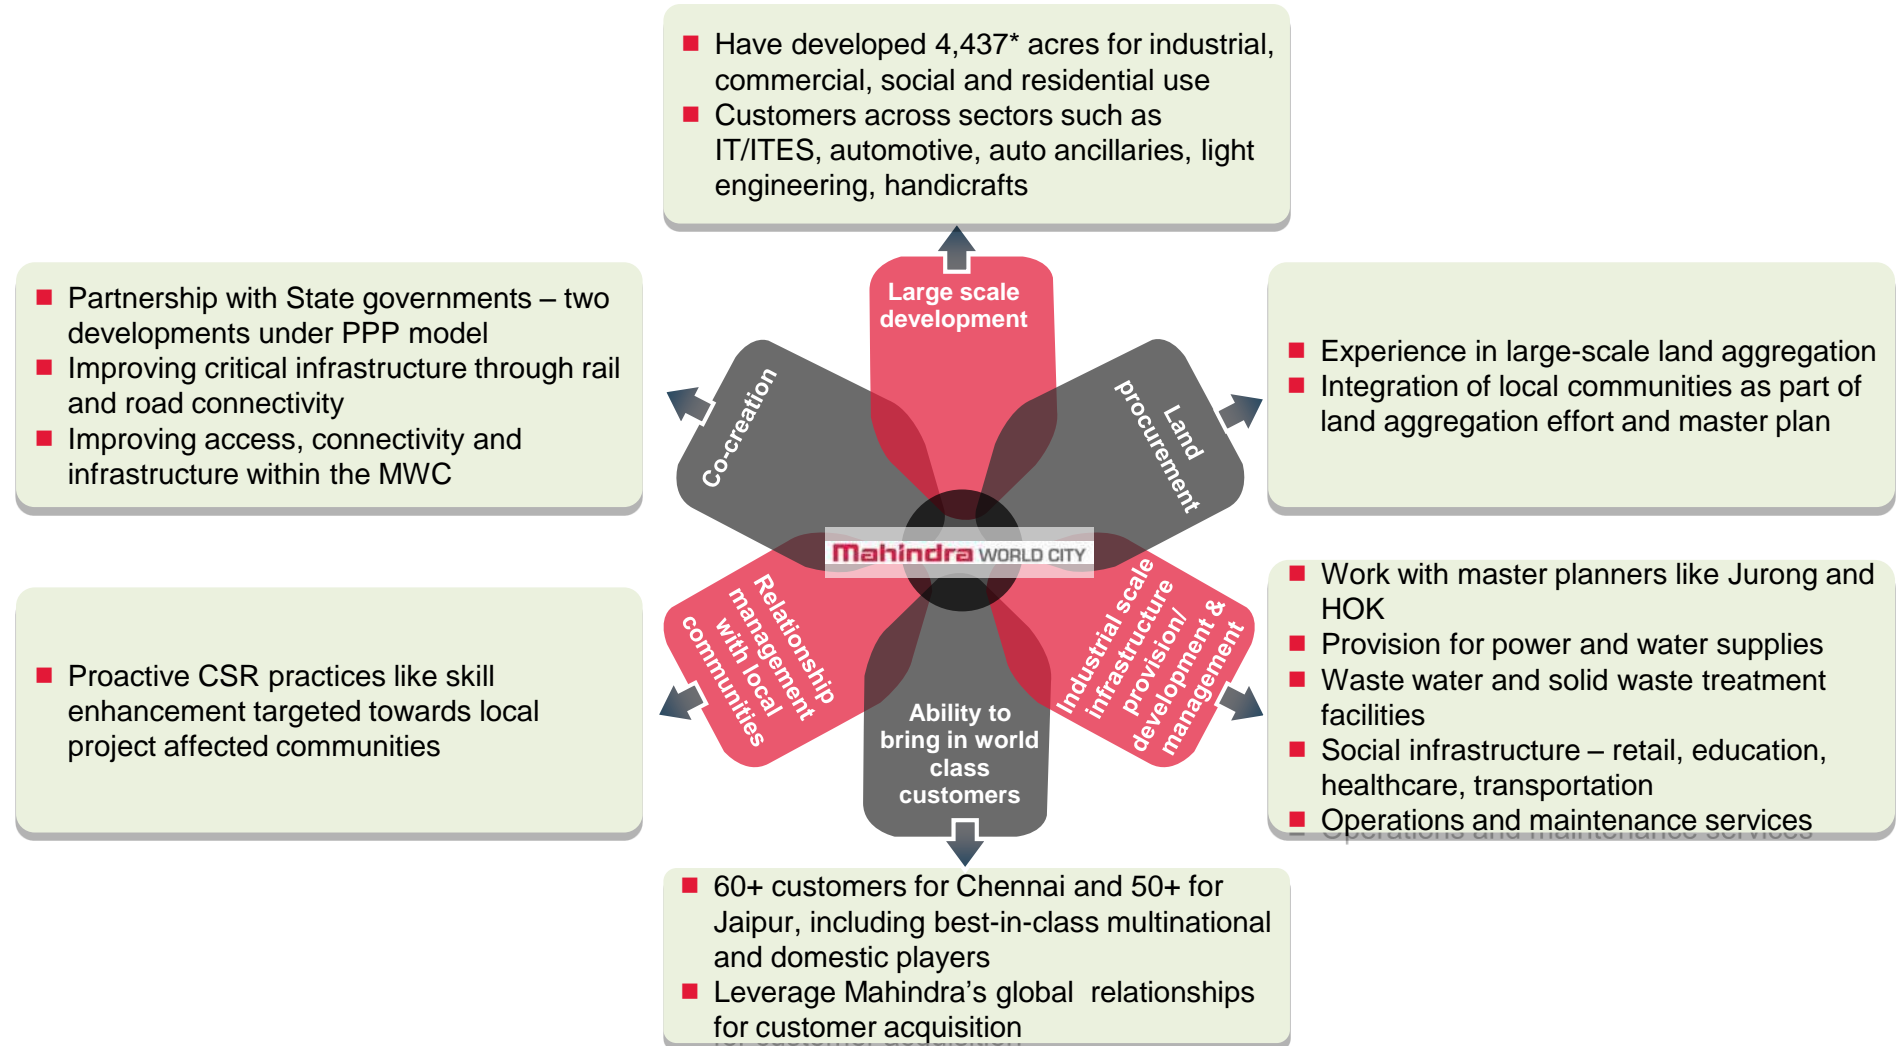 Have developed 4,437* acres for industrial,
commercial, social and residential use
Customers across sectors such as
IT/ITES, automotive, auto ancillaries, light
engineering, handicrafts
Partnership with State governments – two
developments under PPP model
Improving critical infrastructure through rail
and road connectivity
Improving access, connectivity and
infrastructure within the MWC
Large scale
development
Co-creation
Land
procurement
Experience in large-scale land aggregation
Integration of local communities as part of
land aggregation effort and master plan
Mahindra WORLD CITY
Proactive CSR practices like skill
enhancement targeted towards local
project affected communities
Relationship
management
with local
communities
Ability to
bring in world
class
customers
Industrial scale
infrastructure
provision/
development &
management
Work with master planners like Jurong and
HOK
Provision for power and water supplies
Waste water and solid waste treatment
facilities
Social infrastructure – retail, education,
healthcare, transportation
Operations and maintenance services
60+ customers for Chennai and 50+ for
Jaipur, including best-in-class multinational
and domestic players
Leverage Mahindra’s global  relationships
for customer acquisition